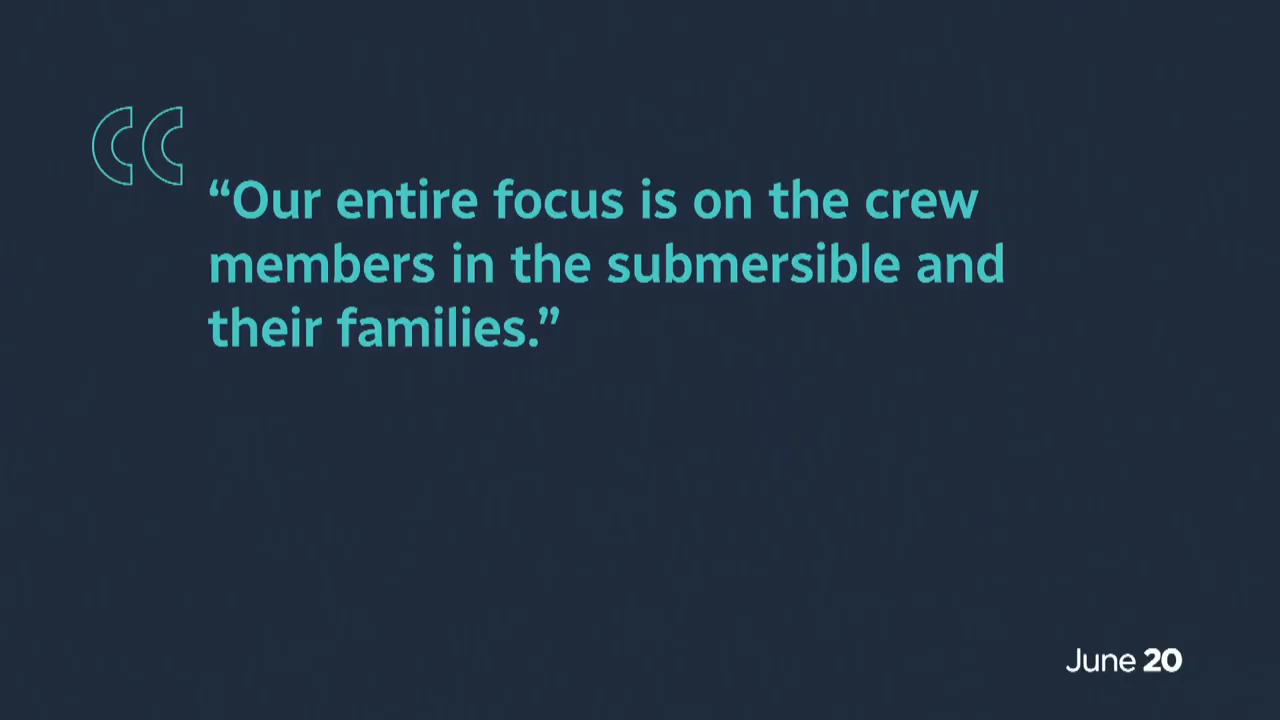 “Our entire focus is on the crew
members in the submersible and
their families.”
June 20